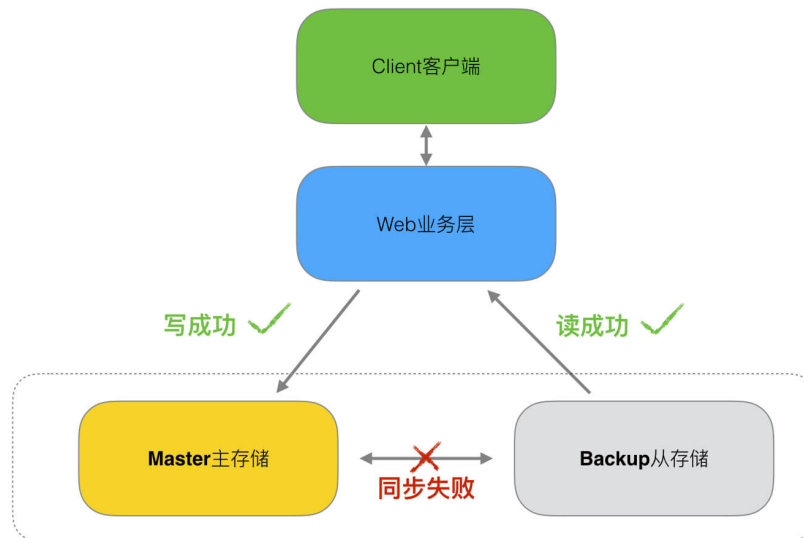 Client客户端
Web业务层
写成功
读成功
Master主存储
Backup从存储
同步失败